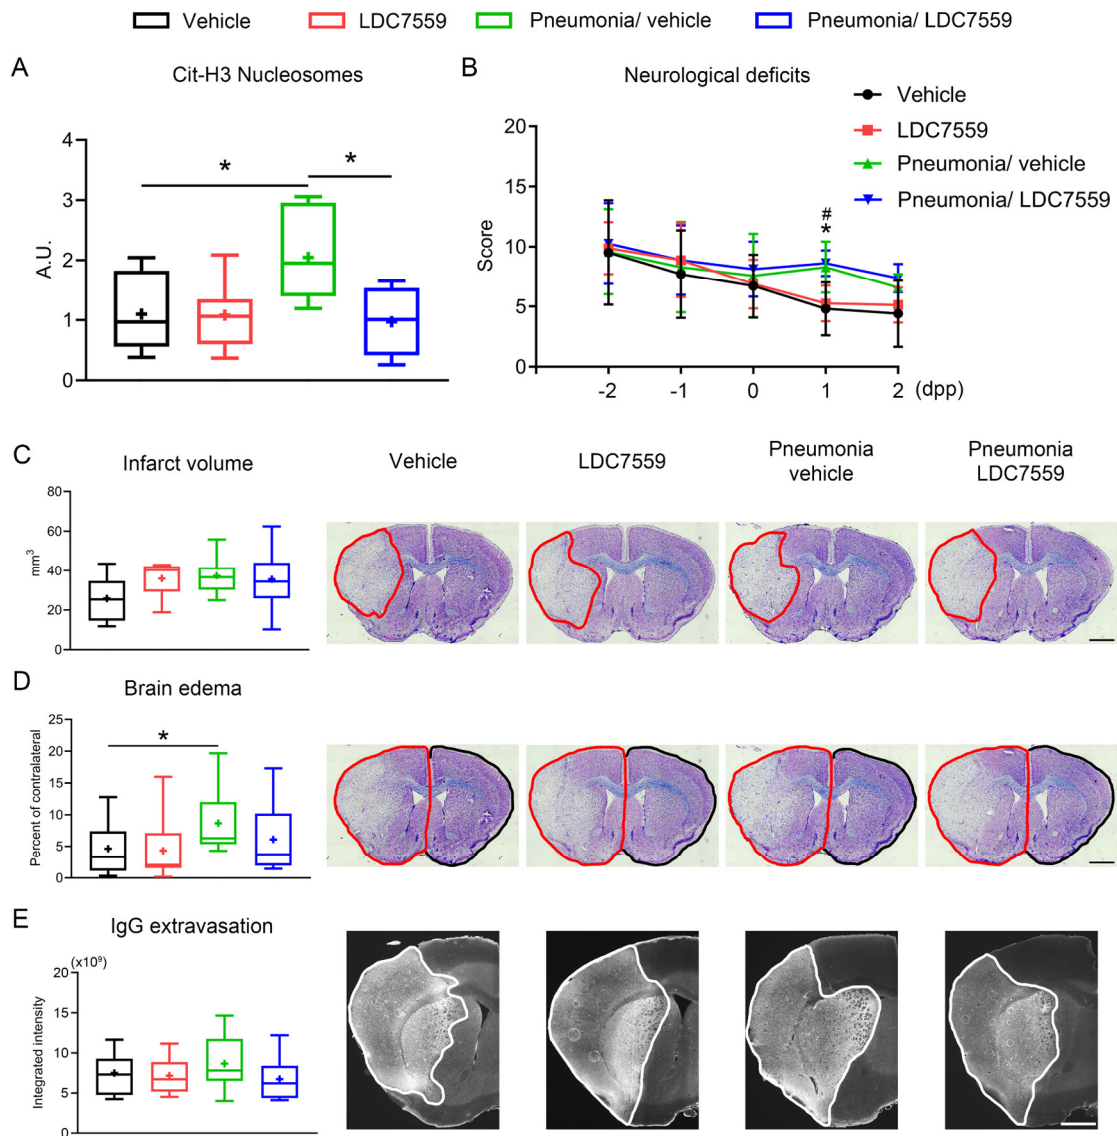 Vehicle LDC7559 Pneumonia/ vehicle Pneumonia/ LDC7559
A
Cit-H3 Nucleosomes
A.U.
4
3
2
1
0
*
*
B
Neurological deficits
Vehicle
LDC7559
Pneumonia/ vehicle
Pneumonia/ LDC7559
Score
20
15
10
5
0
#
*
-2 -1 0 1 2 (dpp)
C
Infarct volume
mm³
80
60
40
20
0
Vehicle
LDC7559
Pneumonia
vehicle
Pneumonia
LDC7559
D
Brain edema
Percent of contralateral
25
20
15
10
5
0
*
E
IgG extravasation
(x10⁹)
Integrated intensity
20
15
10
5
0